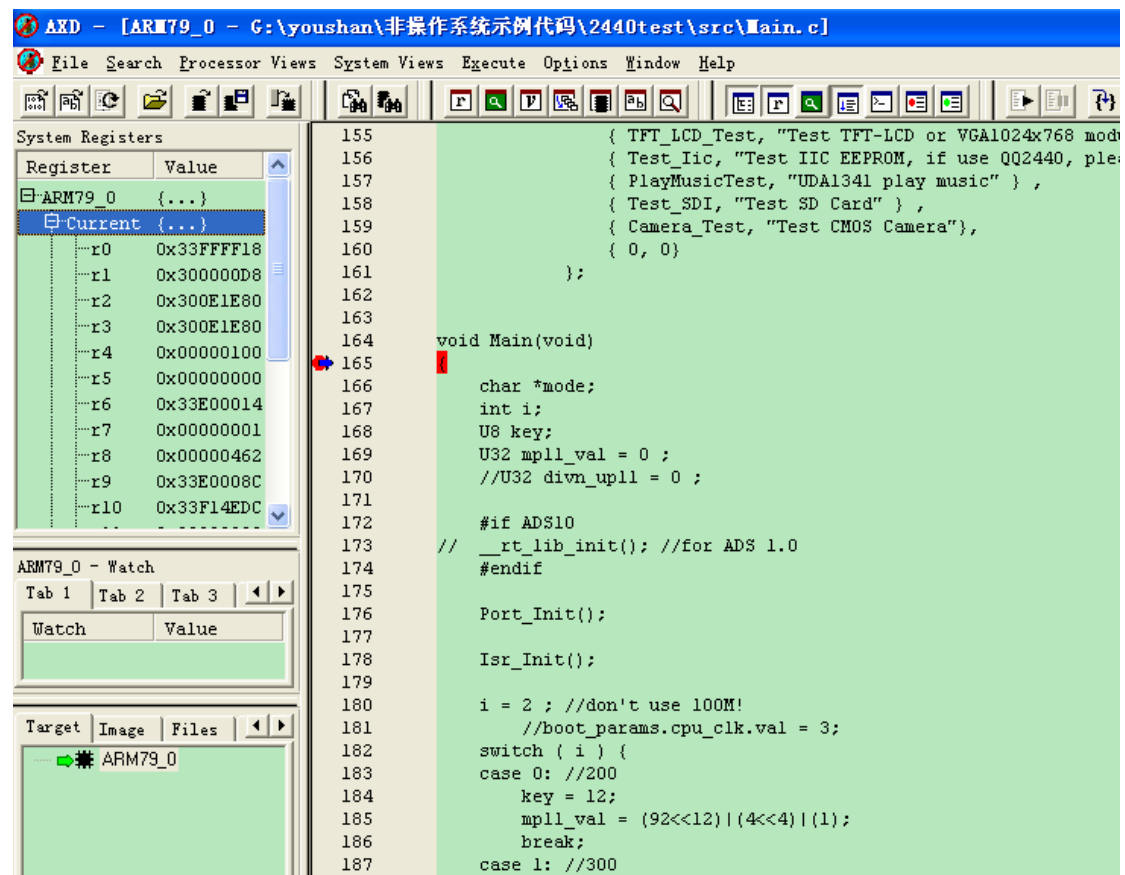 AXD - [ARM79_0 - G:\youshan\非操作系统示例代码\2440test\src\Main.c]
File Search Processor Views System Views Execute Options Window Help
System Registers
Register Value
ARM79_0 {...}
Current {...}
r0 0x33FFFF18
r1 0x300000D8
r2 0x300E1E80
r3 0x300E1E80
r4 0x00000100
r5 0x00000000
r6 0x33E00014
r7 0x00000001
r8 0x00000462
r9 0x33E0008C
r10 0x33F14EDC
ARM79_0 - Watch
Tab 1 Tab 2 Tab 3
Watch Value
Target Image Files
ARM79_0
155 { TFT_LCD_Test, "Test TFT-LCD or VGA1024x768 modu
156 { Test_Iic, "Test IIC EEPROM, if use QQ2440, plea
157 { PlayMusicTest, "UDA1341 play music" } ,
158 { Test_SDI, "Test SD Card" } ,
159 { Camera_Test, "Test CMOS Camera"},
160 { 0, 0}
161 };
162
163
164 void Main(void)
165 {
166 char *mode;
167 int i;
168 U8 key;
169 U32 mpll_val = 0 ;
170 //U32 divn_upll = 0 ;
171
172 #if ADS10
173 // __rt_lib_init(); //for ADS 1.0
174 #endif
175
176 Port_Init();
177
178 Isr_Init();
179
180 i = 2 ; //don't use 100M!
181 //boot_params.cpu_clk.val = 3;
182 switch ( i ) {
183 case 0: //200
184 key = 12;
185 mpll_val = (92<<12)|(4<<4)|(1);
186 break;
187 case 1: //300